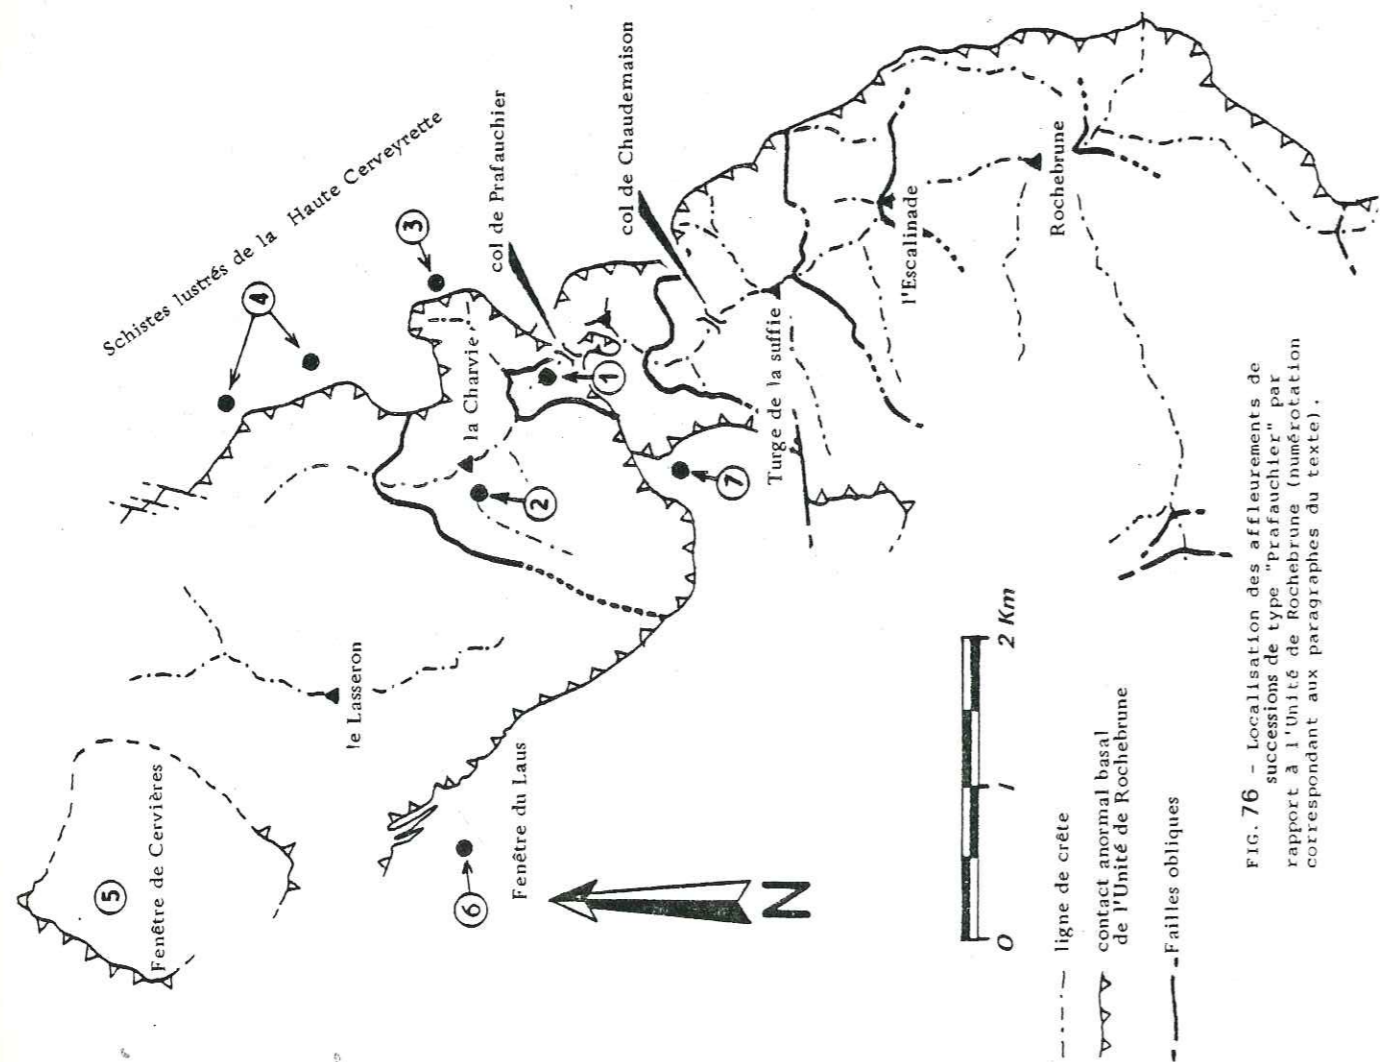 Schistes lustrés de la Haute Cerveyrette
4
3
col de Prafauchier
col de Chaudemaison
la Charvie
1
2
7
Turge de la suffie
l'Escalinade
Rochebrune
le Lasseron
5
Fenêtre de Cervières
6
Fenêtre du Laus
N
0 1 2 Km
ligne de crête
contact anormal basal
de l'Unité de Rochebrune
Failles obliques
FIG. 76 - Localisation des affleurements de
successions de type "Prafauchier" par
rapport à l'Unité de Rochebrune (numérotation
correspondant aux paragraphes du texte).